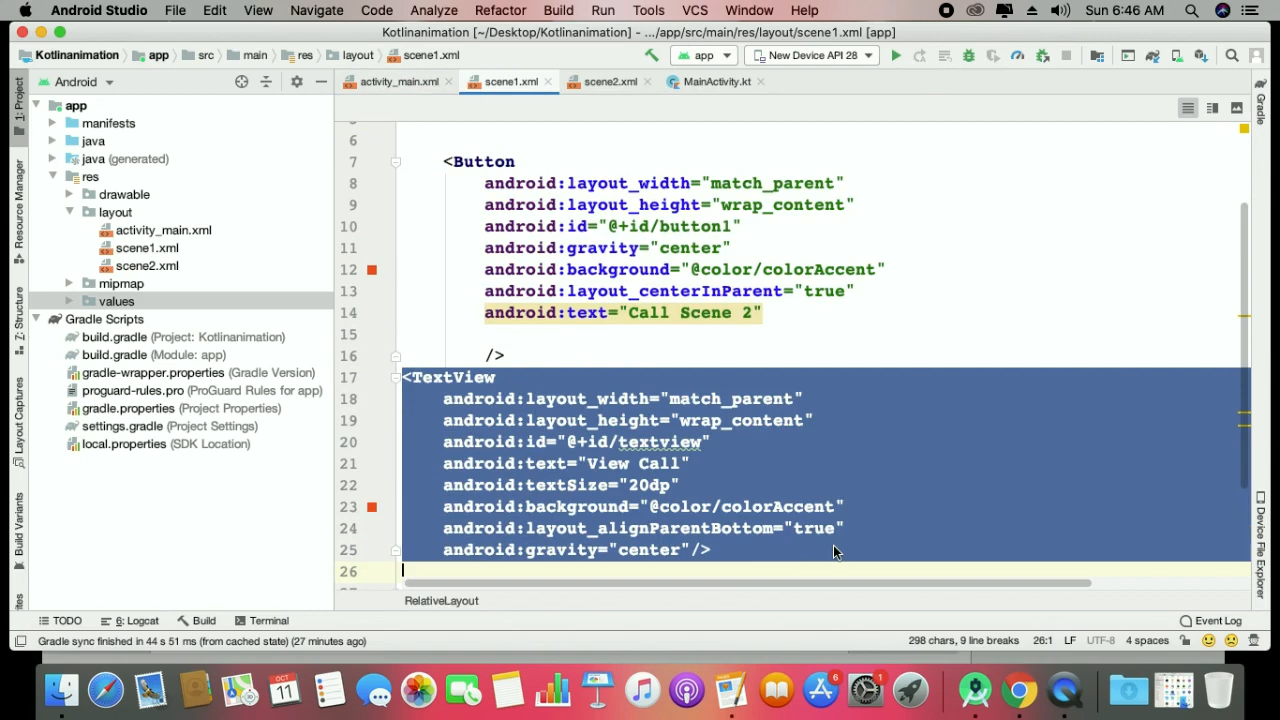 Android Studio File Edit View Navigate Code Analyze Refactor Build Run Tools VCS Window Help Sun 6:46 AM
Kotlinanimation [~/Desktop/Kotlinanimation] - .../app/src/main/res/layout/scene1.xml [app]
Kotlinanimation app src main res layout scene1.xml app New Device API 28
Android activity_main.xml scene1.xml scene2.xml MainActivity.kt
1: Project
Resource Manager
Z: Structure
Layout Captures
Build Variants
app
manifests
java
java (generated)
res
drawable
layout
activity_main.xml
scene1.xml
scene2.xml
mipmap
values
Gradle Scripts
build.gradle (Project: Kotlinanimation)
build.gradle (Module: app)
gradle-wrapper.properties (Gradle Version)
proguard-rules.pro (ProGuard Rules for app)
gradle.properties (Project Properties)
settings.gradle (Project Settings)
local.properties (SDK Location)
6
7 <Button
8 android:layout_width="match_parent"
9 android:layout_height="wrap_content"
10 android:id="@+id/button1"
11 android:gravity="center"
12 android:background="@color/colorAccent"
13 android:layout_centerInParent="true"
14 android:text="Call Scene 2"
15
16 />
17 <TextView
18 android:layout_width="match_parent"
19 android:layout_height="wrap_content"
20 android:id="@+id/textview"
21 android:text="View Call"
22 android:textSize="20dp"
23 android:background="@color/colorAccent"
24 android:layout_alignParentBottom="true"
25 android:gravity="center"/>
26
RelativeLayout
Gradle
Device File Explorer
TODO 6: Logcat Build Terminal Event Log
Gradle sync finished in 44 s 51 ms (from cached state) (27 minutes ago) 298 chars, 9 line breaks 26:1 LF UTF-8 4 spaces
OCT
11
6
1